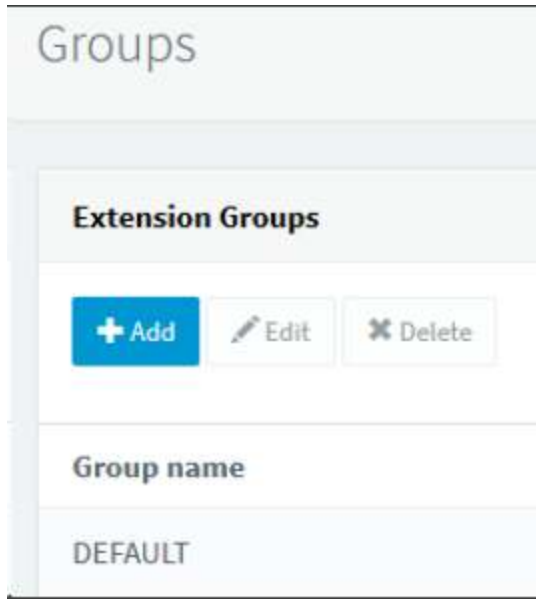 Groups
Extension Groups
Add Edit Delete
Group name
DEFAULT